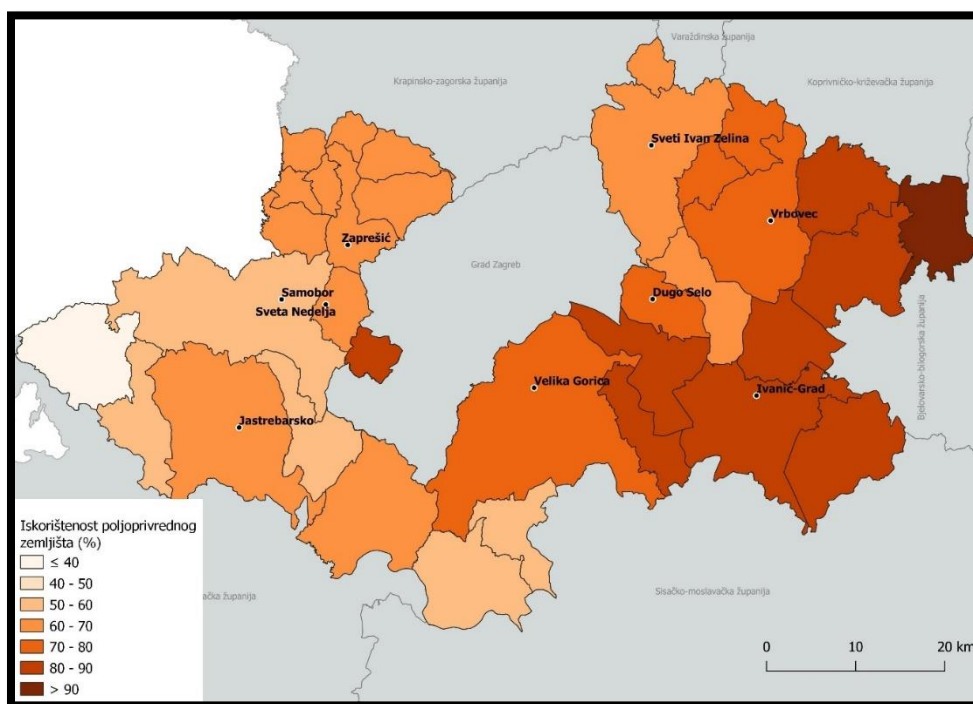 Varaždinska županija
Krapinsko-zagorska županija
Koprivničko-križevačka županija
Sveti Ivan Zelina
Vrbovec
Zaprešić
Grad Zagreb
Samobor
Sveta Nedelja
Dugo Selo
Bjelovarsko-bilogorska županija
Velika Gorica
Ivanić-Grad
Jastrebarsko
Iskorištenost poljoprivrednog
zemljišta (%)
≤ 40
40 - 50
50 - 60
60 - 70
70 - 80
80 - 90
> 90
ačka županija
Sisačko-moslavačka županija
0 10 20 km